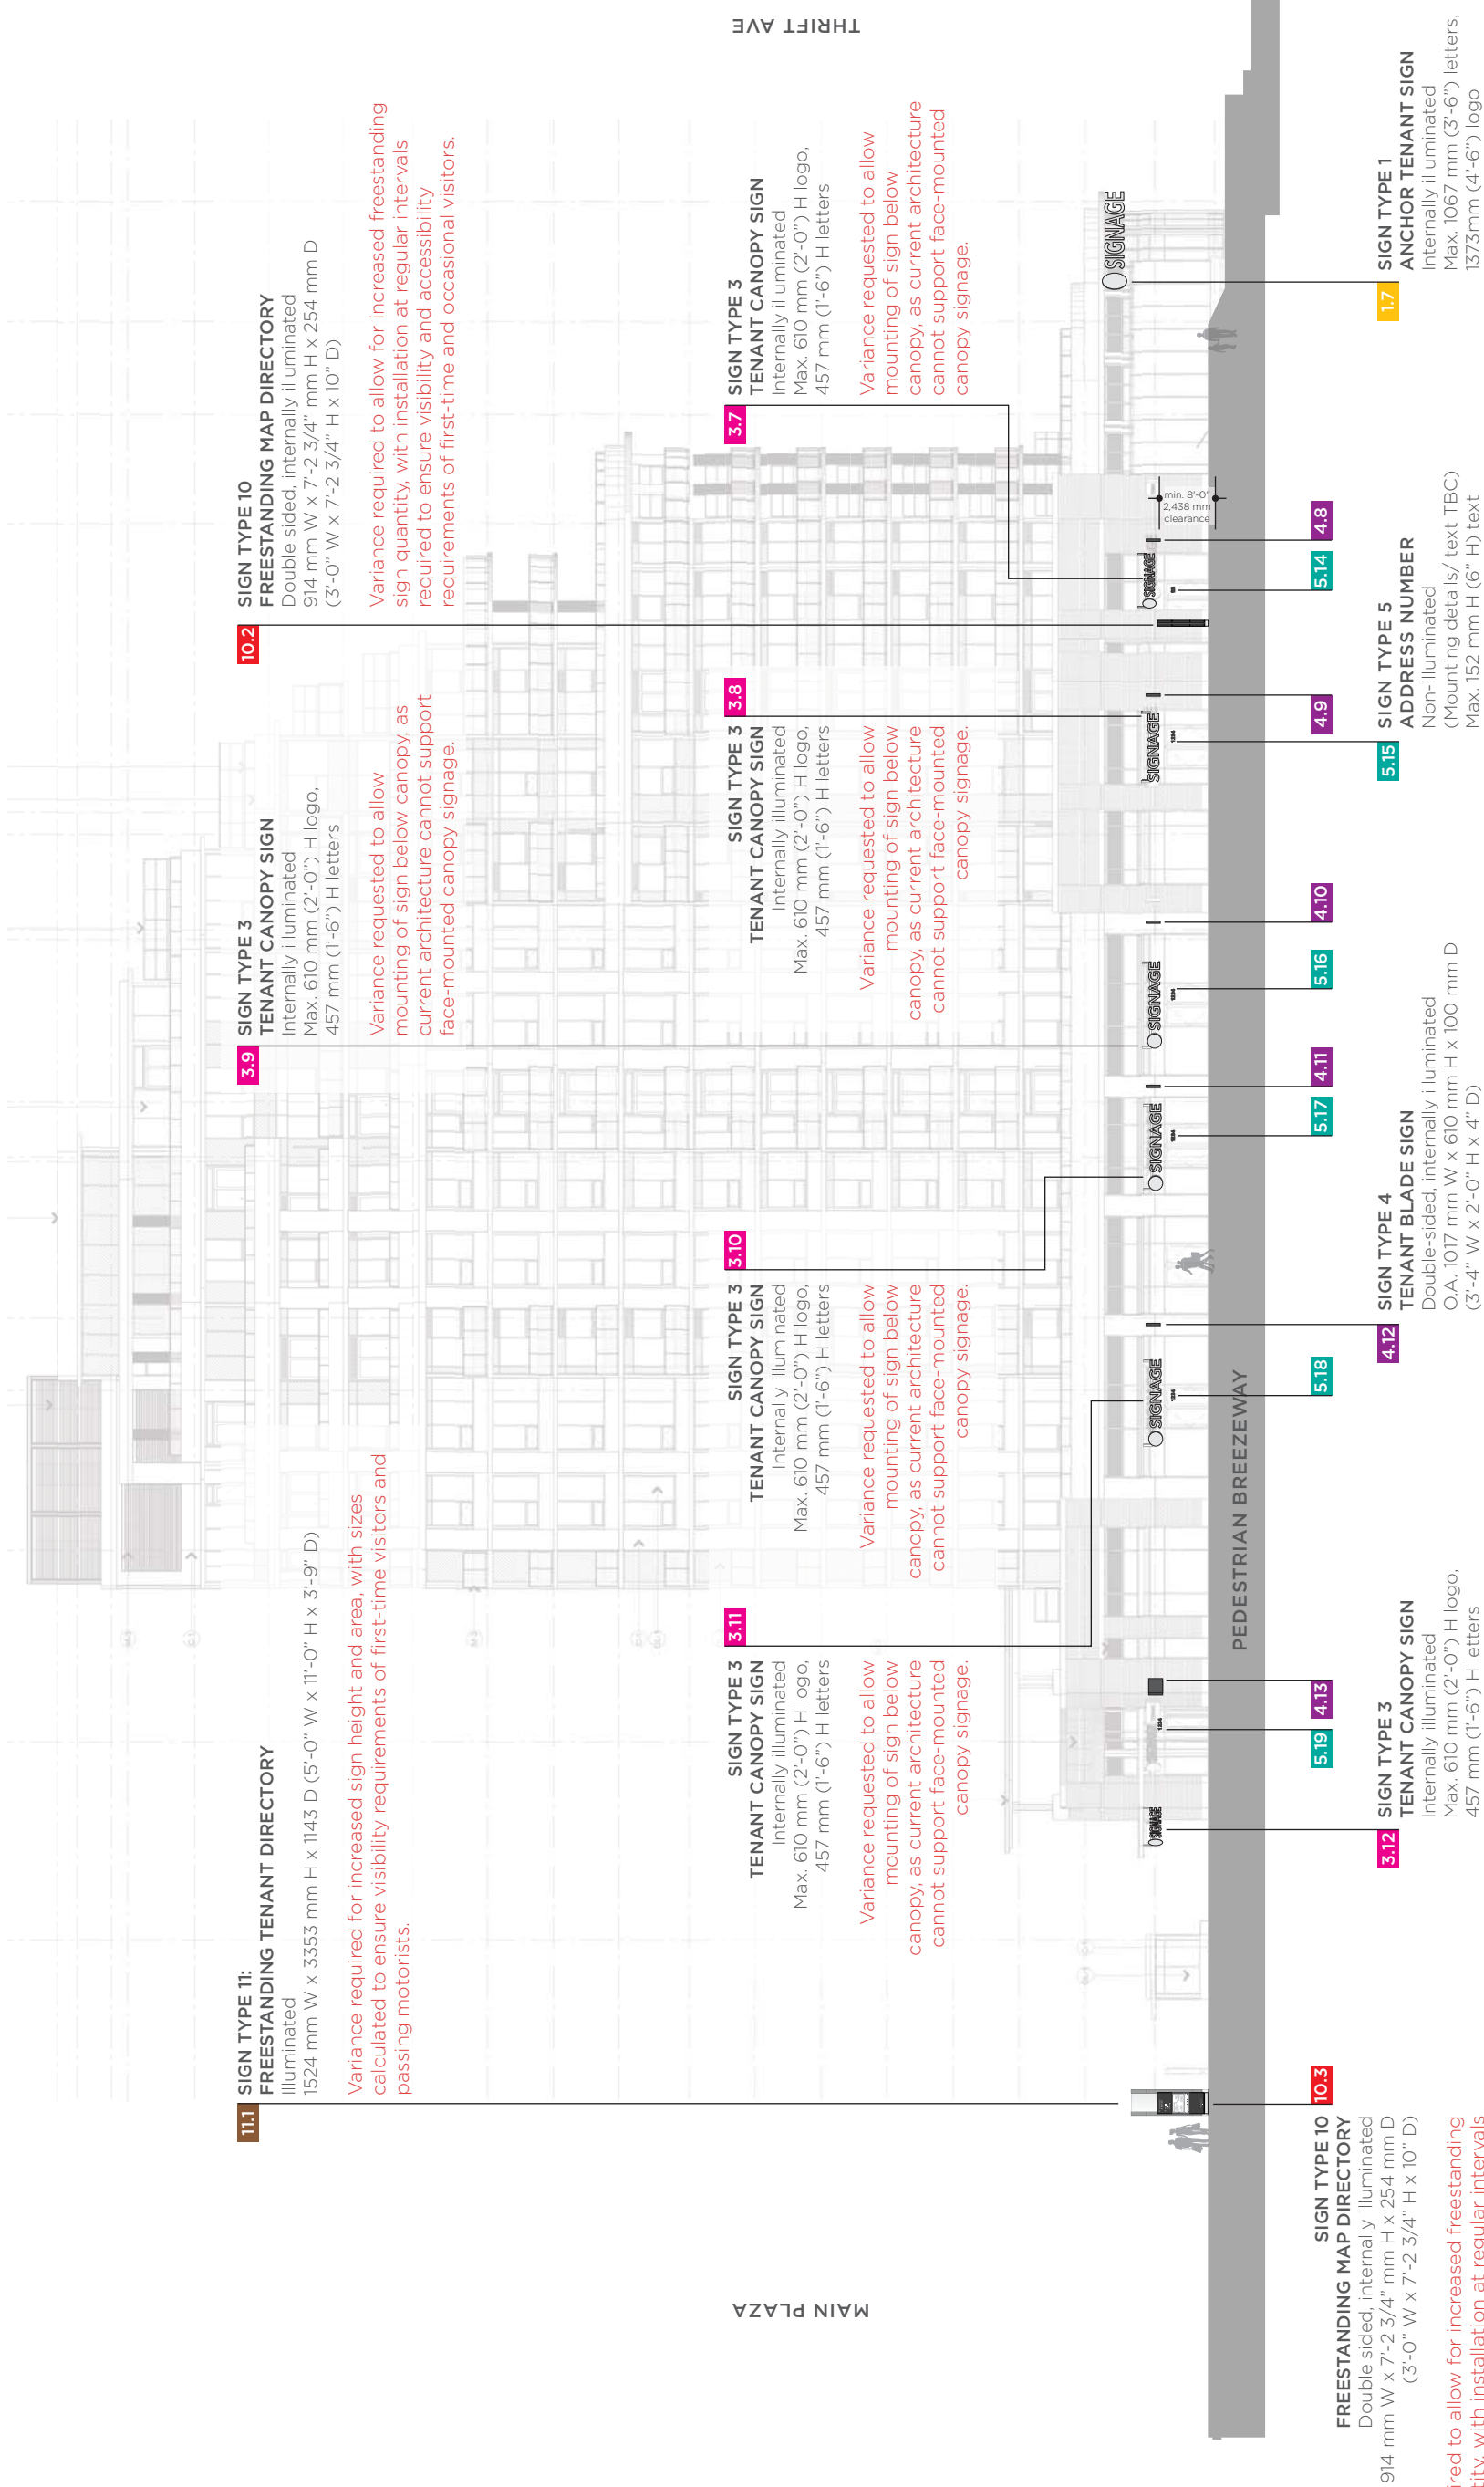 MAIN PLAZA
THRIFT AVE
11.1
SIGN TYPE 11:
FREESTANDING TENANT DIRECTORY
Illuminated
1524 mm W x 3353 mm H x 1143 D (5'-0" W x 11'-0" H x 3'-9" D)
Variance required for increased sign height and area, with sizes
calculated to ensure visibility requirements of first-time visitors and
passing motorists.
3.9
SIGN TYPE 3
TENANT CANOPY SIGN
Internally illuminated
Max. 610 mm (2'-0") H logo,
457 mm (1'-6") H letters
Variance requested to allow
mounting of sign below canopy, as
current architecture cannot support
face-mounted canopy signage.
10.2
SIGN TYPE 10
FREESTANDING MAP DIRECTORY
Double sided, internally illuminated
914 mm W x 7'-2 3/4" mm H x 254 mm D
(3'-0" W x 7'-2 3/4" H x 10" D)
Variance required to allow for increased freestanding
sign quantity, with installation at regular intervals
required to ensure visibility and accessibility
requirements of first-time and occasional visitors.
3.11
SIGN TYPE 3
TENANT CANOPY SIGN
Internally illuminated
Max. 610 mm (2'-0") H logo,
457 mm (1'-6") H letters
Variance requested to allow
mounting of sign below
canopy, as current architecture
cannot support face-mounted
canopy signage.
3.10
SIGN TYPE 3
TENANT CANOPY SIGN
Internally illuminated
Max. 610 mm (2'-0") H logo,
457 mm (1'-6") H letters
Variance requested to allow
mounting of sign below
canopy, as current architecture
cannot support face-mounted
canopy signage.
3.8
SIGN TYPE 3
TENANT CANOPY SIGN
Internally illuminated
Max. 610 mm (2'-0") H logo,
457 mm (1'-6") H letters
Variance requested to allow
mounting of sign below
canopy, as current architecture
cannot support face-mounted
canopy signage.
3.7
SIGN TYPE 3
TENANT CANOPY SIGN
Internally illuminated
Max. 610 mm (2'-0") H logo,
457 mm (1'-6") H letters
Variance requested to allow
mounting of sign below
canopy, as current architecture
cannot support face-mounted
canopy signage.
SIGNAGE
SIGNAGE
1234
SIGNAGE
1234
SIGNAGE
1234
SIGNAGE
1234
SIGNAGE
SIGNAGE
min. 8'-0"
2,438 mm
clearance
PEDESTRIAN BREEZEWAY
10.3
5.19
4.13
5.18
5.17
4.11
5.16
4.10
4.9
5.14
4.8
SIGN TYPE 10
FREESTANDING MAP DIRECTORY
Double sided, internally illuminated
914 mm W x 7'-2 3/4" mm H x 254 mm D
(3'-0" W x 7'-2 3/4" H x 10" D)
ired to allow for increased freestanding
tity, with installation at regular intervals
3.12
SIGN TYPE 3
TENANT CANOPY SIGN
Internally illuminated
Max. 610 mm (2'-0") H logo,
457 mm (1'-6") H letters
4.12
SIGN TYPE 4
TENANT BLADE SIGN
Double-sided, internally illuminated
O.A. 1017 mm W x 610 mm H x 100 mm D
(3'-4" W x 2'-0" H x 4" D)
5.15
SIGN TYPE 5
ADDRESS NUMBER
Non-illuminated
(Mounting details/ text TBC)
Max. 152 mm H (6" H) text
1.7
SIGN TYPE 1
ANCHOR TENANT SIGN
Internally illuminated
Max. 1067 mm (3'-6") letters,
1373mm (4'-6") logo